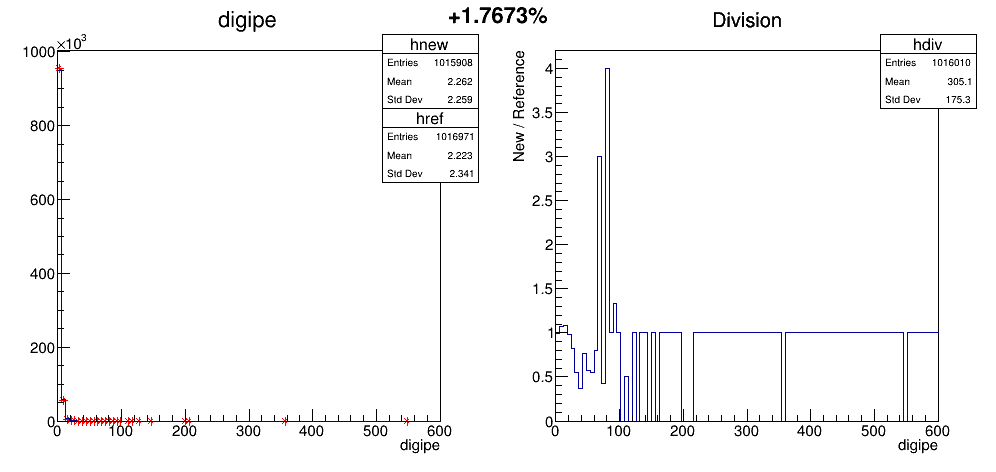 +1.7673%
digipe
×10³
1000
800
600
400
200
0
0 100 200 300 400 500 600
digipe
hnew
Entries 1015908
Mean 2.262
Std Dev 2.259
href
Entries 1016971
Mean 2.223
Std Dev 2.341
Division
New / Reference
4
3.5
3
2.5
2
1.5
1
0.5
0
0 100 200 300 400 500 600
digipe
hdiv
Entries 1016010
Mean 305.1
Std Dev 175.3